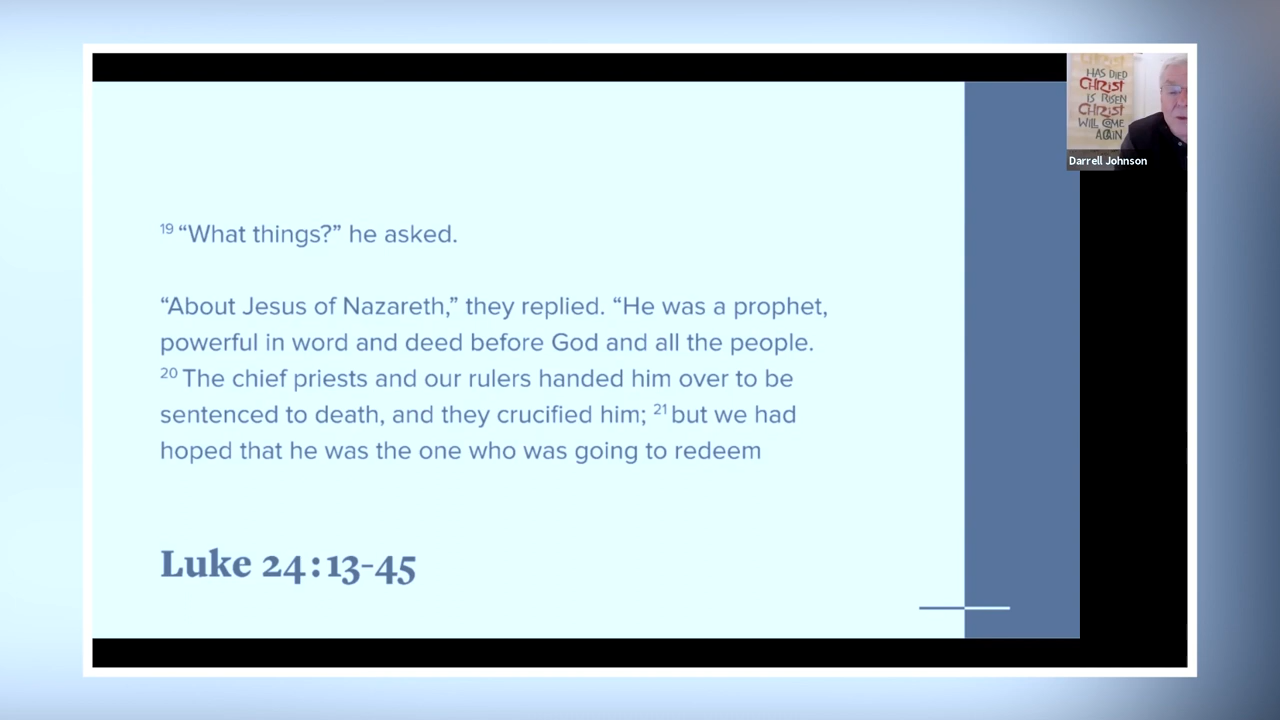 19 “What things?” he asked.
“About Jesus of Nazareth,” they replied. “He was a prophet,
powerful in word and deed before God and all the people.
20 The chief priests and our rulers handed him over to be
sentenced to death, and they crucified him; 21 but we had
hoped that he was the one who was going to redeem
Luke 24:13-45
HAS DIED
CHRIST
IS RISEN
CHRIST
WILL COME
AGAIN
Darrell Johnson